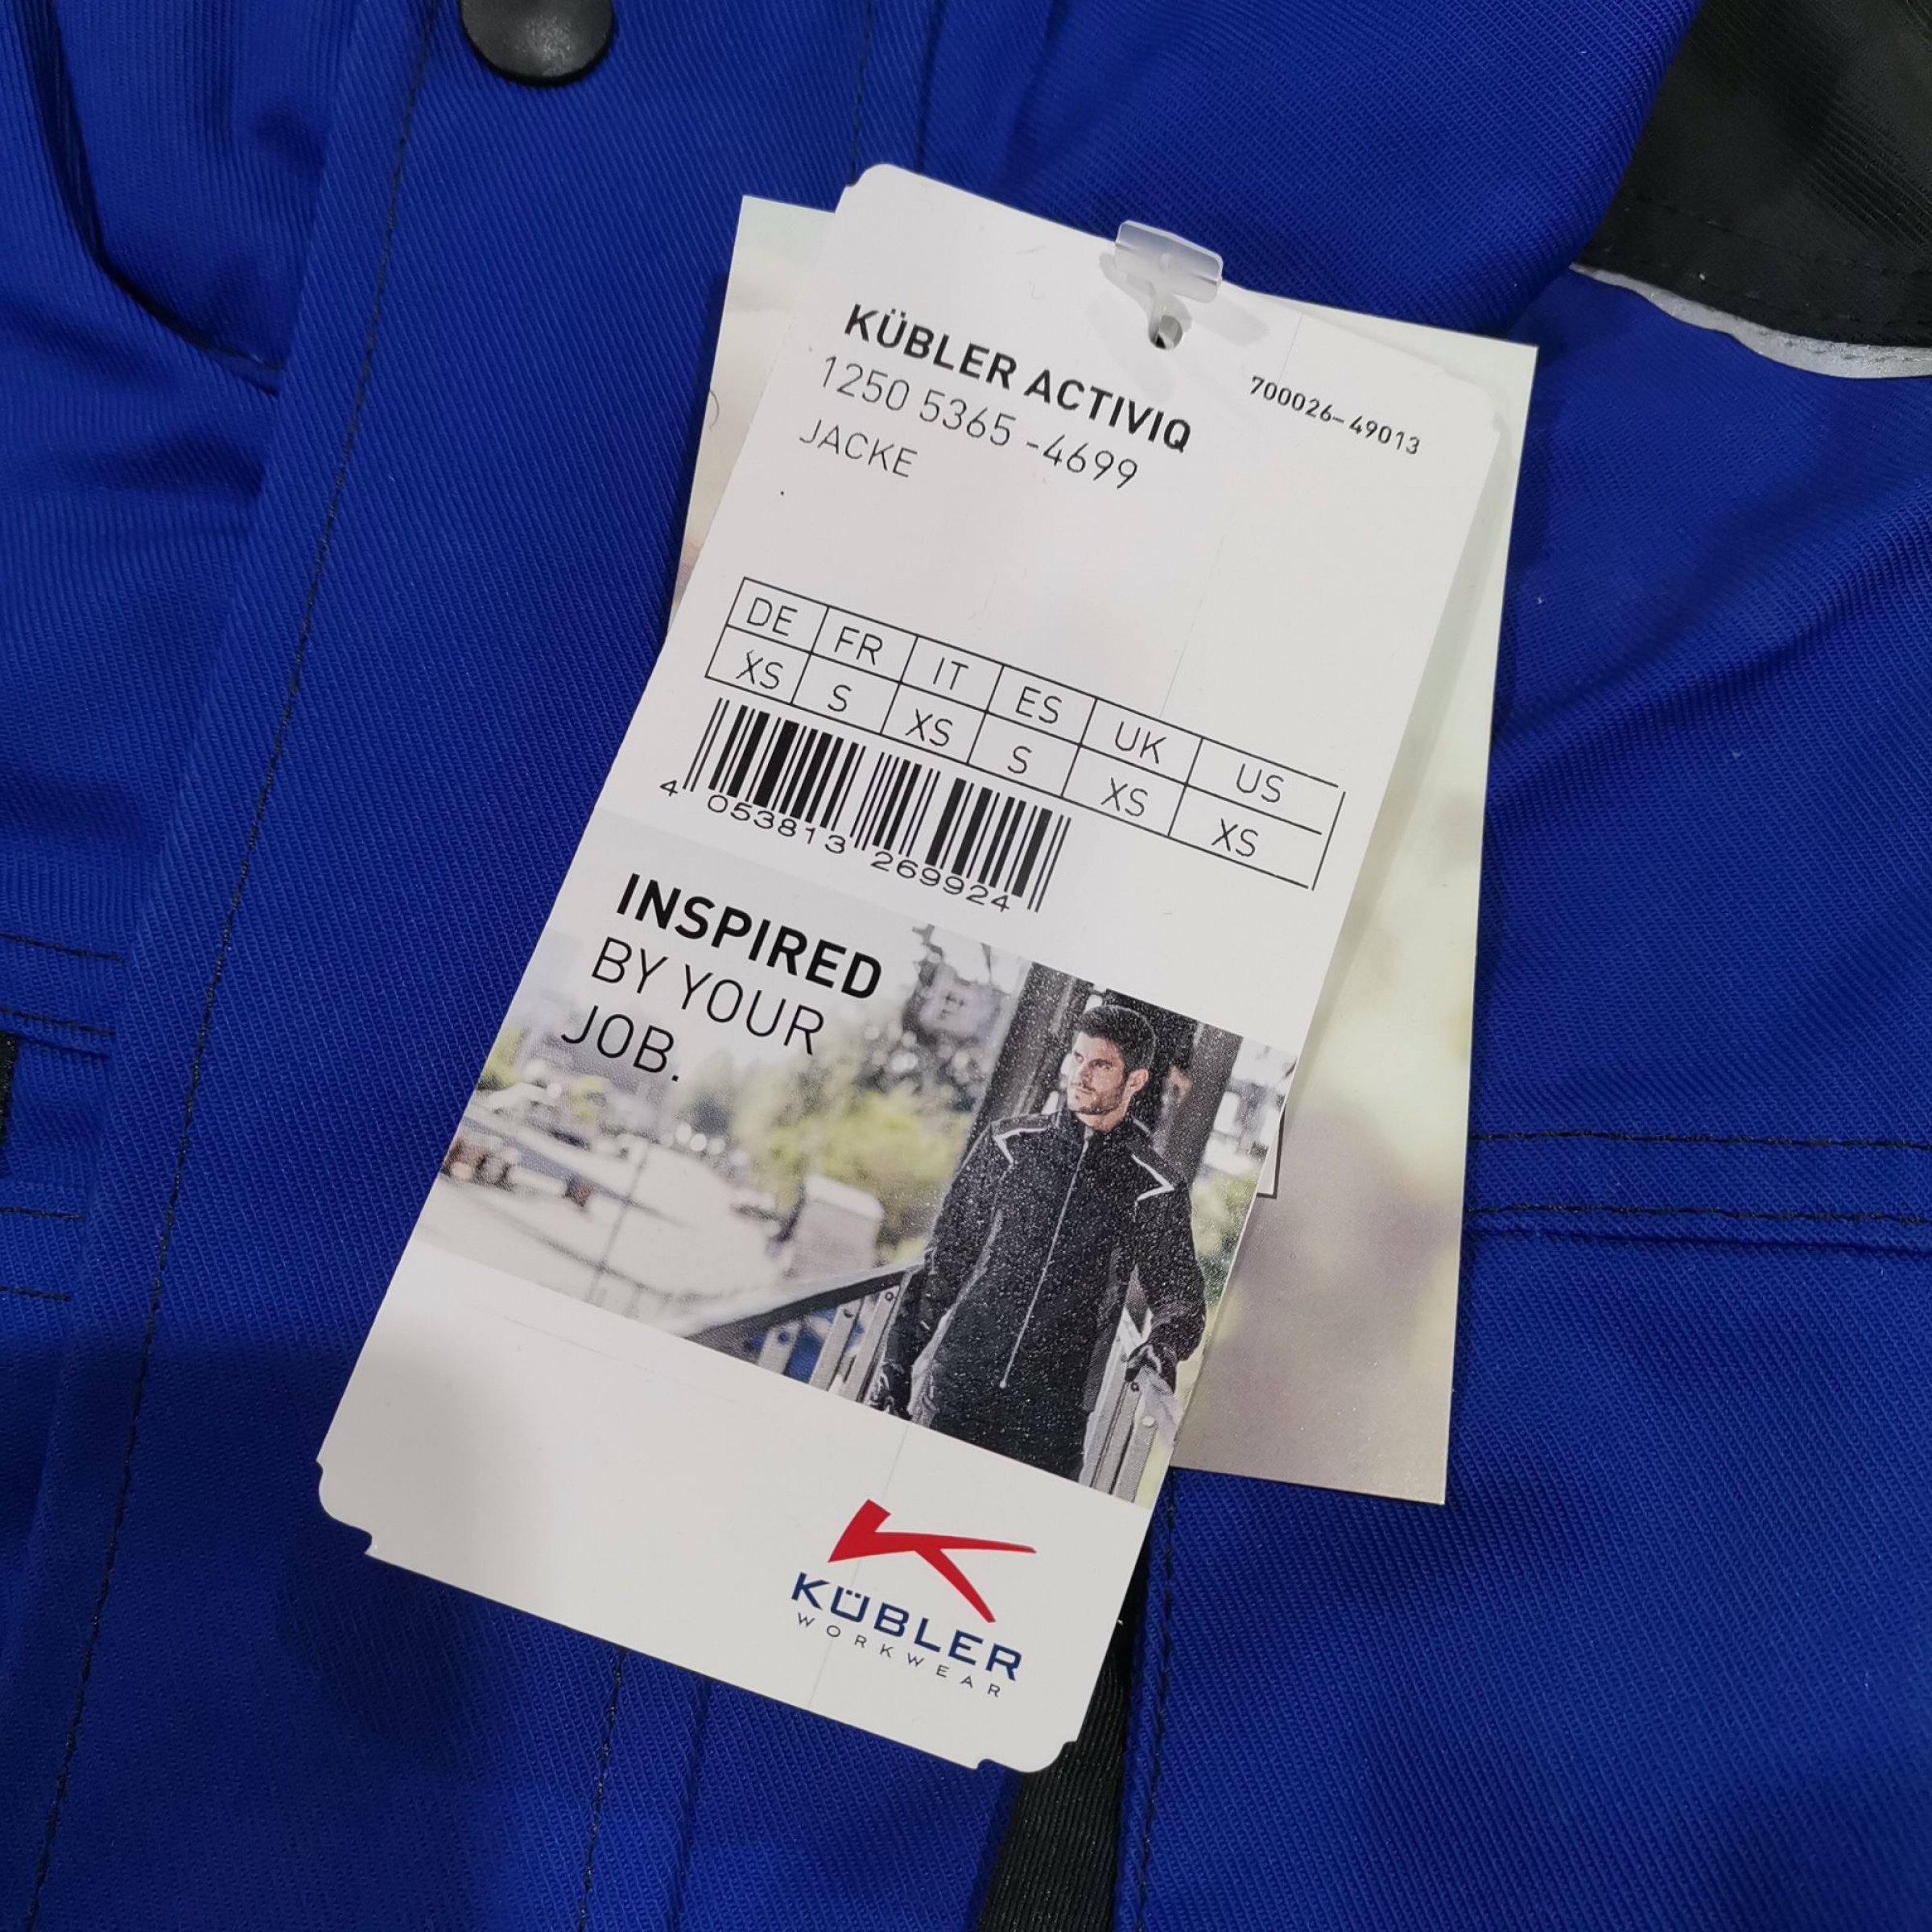 KÜBLER ACTIVIQ
700026-49013
1250 5365 -4699
JACKE
DE FR IT ES UK US
XS S XS S XS XS
4 053813 269924
INSPIRED
BY YOUR
JOB.
KÜBLER
WORKWEAR